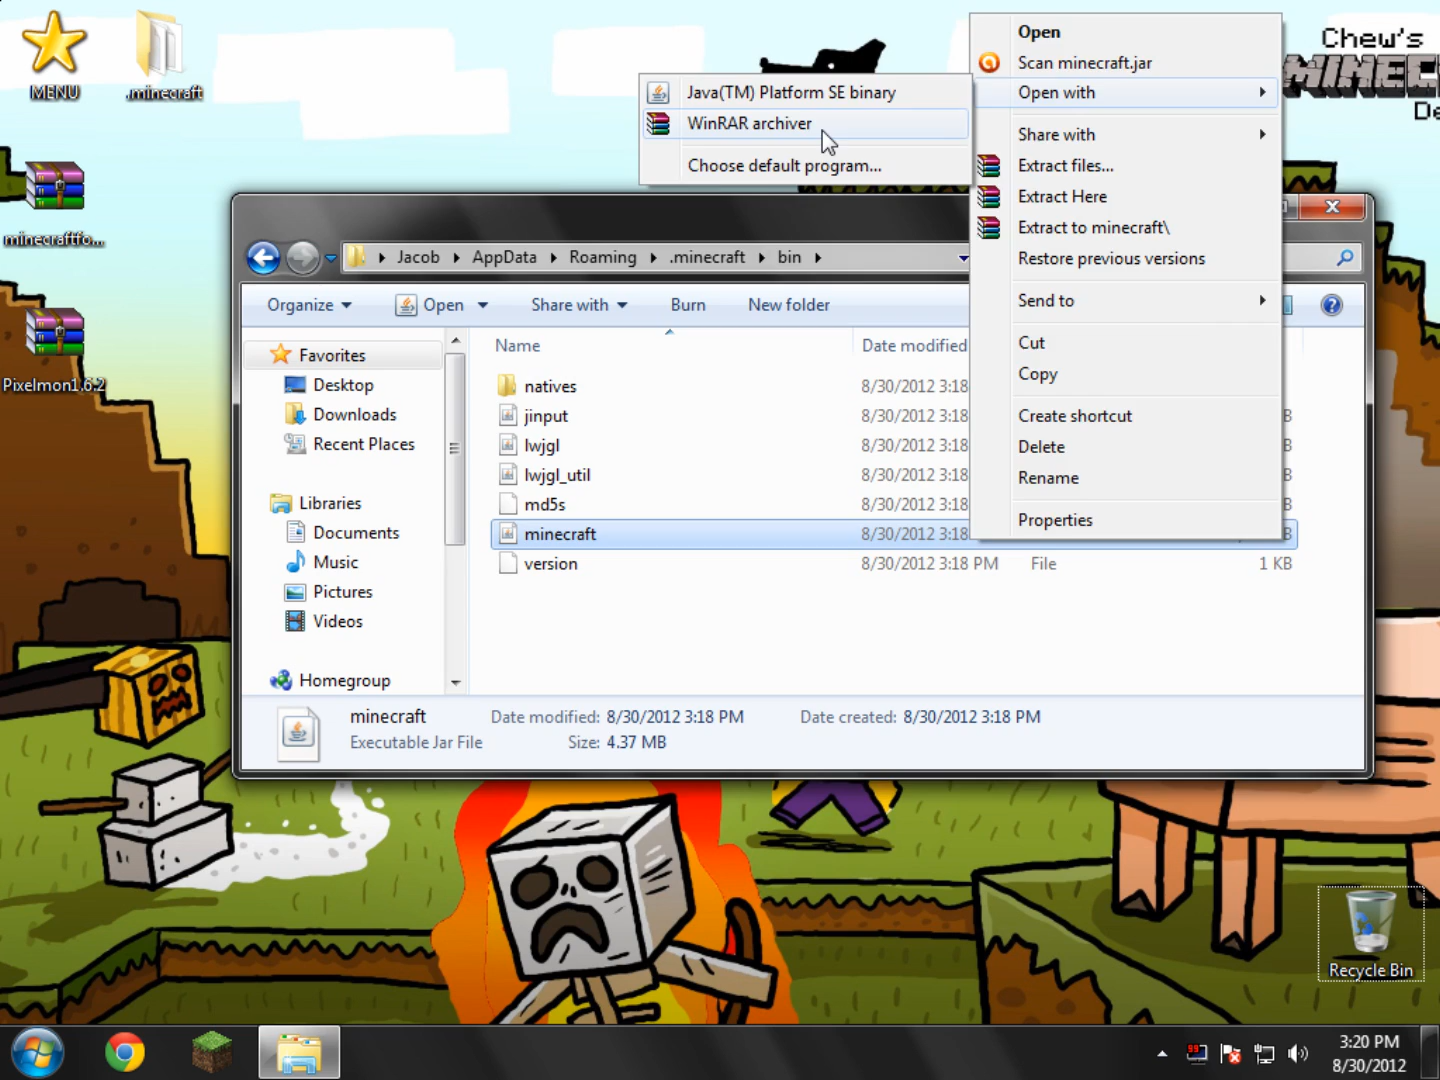 MENU
.minecraft
minecraftfo...
Pixelmon1.6.2
Chew's
MINEC
De
Java(TM) Platform SE binary
WinRAR archiver
Choose default program...
Open
Scan minecraft.jar
Open with
Share with
Extract files...
Extract Here
Extract to minecraft\
Restore previous versions
Send to
Cut
Copy
Create shortcut
Delete
Rename
Properties
Jacob AppData Roaming .minecraft bin
Organize Open Share with Burn New folder
Favorites
Desktop
Downloads
Recent Places
Libraries
Documents
Music
Pictures
Videos
Homegroup
Name Date modified
natives 8/30/2012 3:18
jinput 8/30/2012 3:18 B
lwjgl 8/30/2012 3:18 B
lwjgl_util 8/30/2012 3:18 B
md5s 8/30/2012 3:18 B
minecraft 8/30/2012 3:18 B
version 8/30/2012 3:18 PM File 1 KB
minecraft Date modified: 8/30/2012 3:18 PM Date created: 8/30/2012 3:18 PM
Executable Jar File Size: 4.37 MB
Recycle Bin
99
3:20 PM
8/30/2012